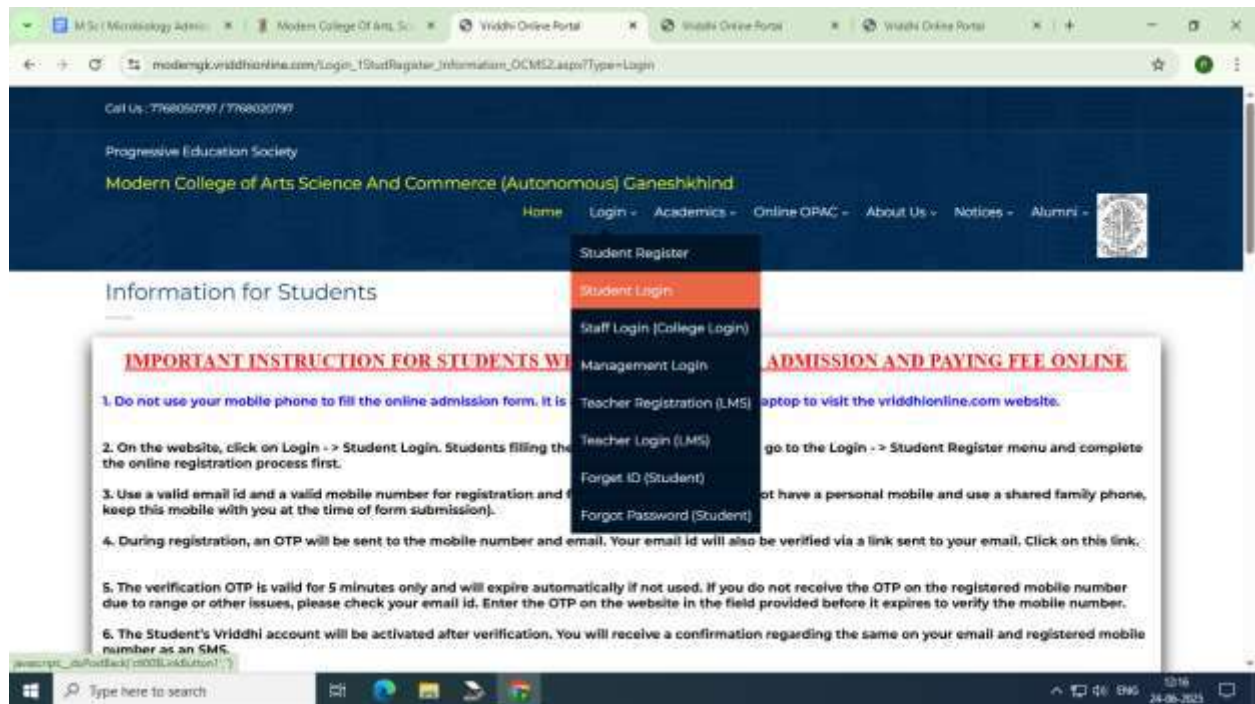 M.Sc I Microbiology Admis
Modern College Of Arts, Sc
Vriddhi Online Portal
Vriddhi Online Portal
Vriddhi Online Portal
moderngk.vriddhionline.com/Login_1StudRegister_Information_OCMS2.aspx?Type=Login
Call Us : 7768050797 / 7768020797
Progressive Education Society
Modern College of Arts Science And Commerce (Autonomous) Ganeshkhind
Home Login Academics Online OPAC About Us Notices Alumni
Student Register
Student Login
Staff Login (College Login)
Management Login
Teacher Registration (LMS)
Teacher Login (LMS)
Forget ID (Student)
Forgot Password (Student)
Information for Students
IMPORTANT INSTRUCTION FOR STUDENTS ADMISSION AND PAYING FEE ONLINE
1. Do not use your mobile phone to fill the online admission form. It is laptop to visit the vriddhionline.com website.
2. On the website, click on Login - > Student Login. Students filling the go to the Login - > Student Register menu and complete
the online registration process first.
3. Use a valid email id and a valid mobile number for registration and have a personal mobile and use a shared family phone,
keep this mobile with you at the time of form submission).
4. During registration, an OTP will be sent to the mobile number and email. Your email id will also be verified via a link sent to your email. Click on this link.
5. The verification OTP is valid for 5 minutes only and will expire automatically if not used. If you do not receive the OTP on the registered mobile number
due to range or other issues, please check your email id. Enter the OTP on the website in the field provided before it expires to verify the mobile number.
6. The Student's Vriddhi account will be activated after verification. You will receive a confirmation regarding the same on your email and registered mobile
number as an SMS.
Type here to search
ENG
12:16
24-06-2025